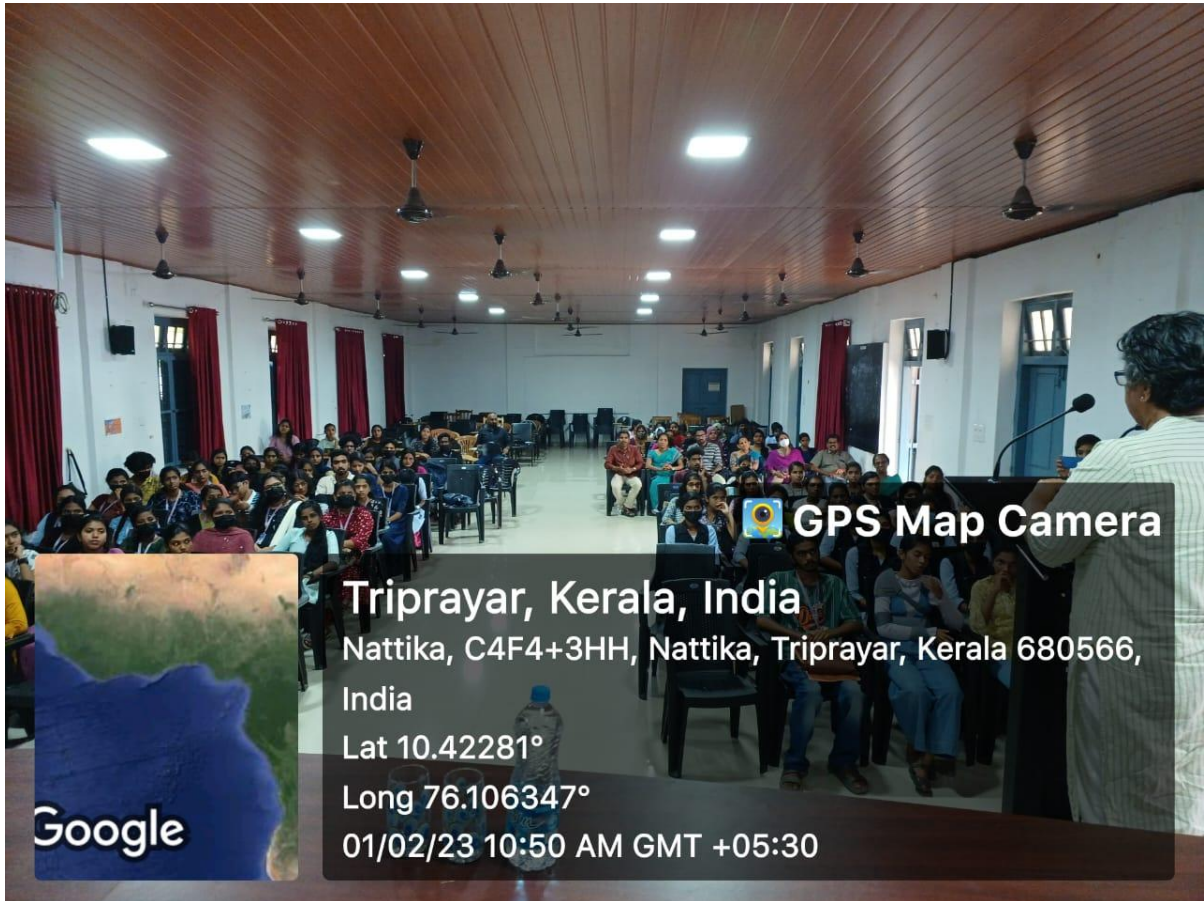 GPS Map Camera
Triprayar, Kerala, India
Nattika, C4F4+3HH, Nattika, Triprayar, Kerala 680566,
India
Lat 10.42281°
Long 76.106347°
01/02/23 10:50 AM GMT +05:30
Google